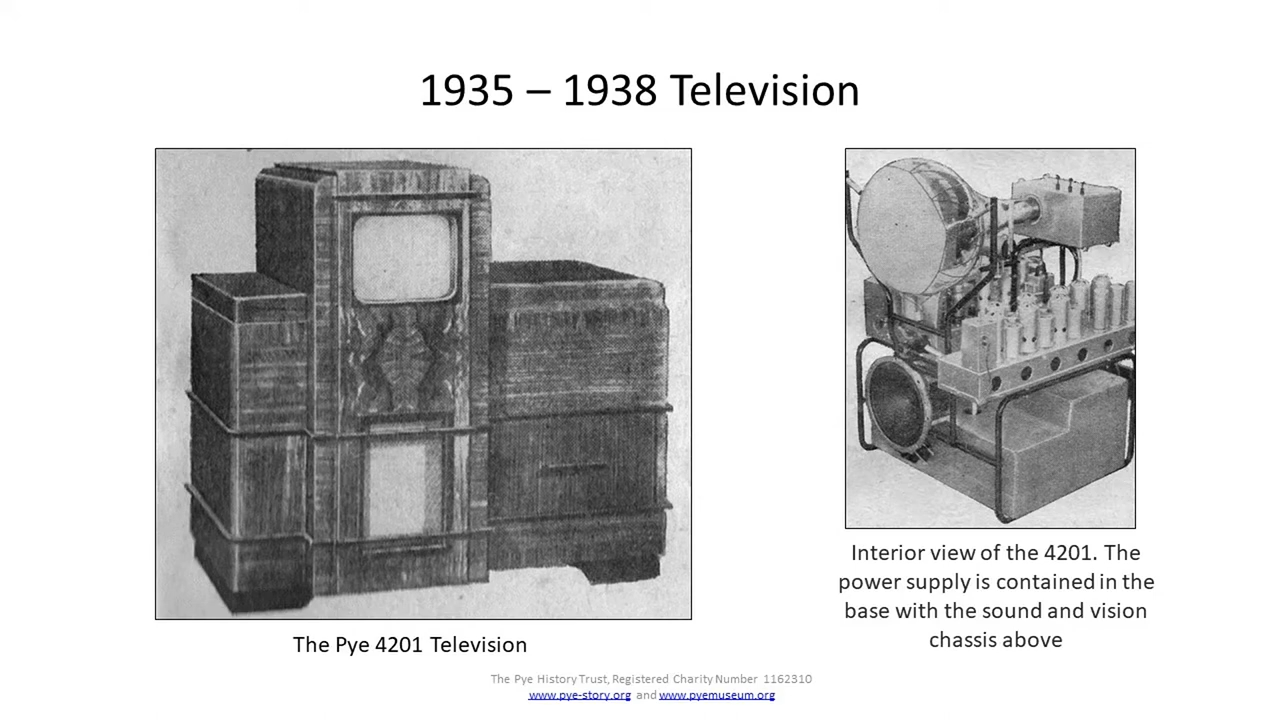 1935 – 1938 Television
The Pye 4201 Television
Interior view of the 4201. The
power supply is contained in the
base with the sound and vision
chassis above
The Pye History Trust, Registered Charity Number 1162310
www.pye-story.org and www.pyemuseum.org